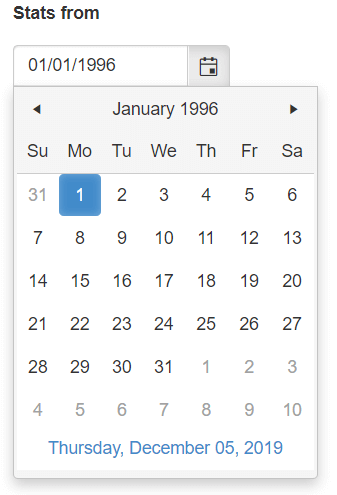 Stats from
01/01/1996
January 1996
Su Mo Tu We Th Fr Sa
31 1 2 3 4 5 6
7 8 9 10 11 12 13
14 15 16 17 18 19 20
21 22 23 24 25 26 27
28 29 30 31 1 2 3
4 5 6 7 8 9 10
Thursday, December 05, 2019